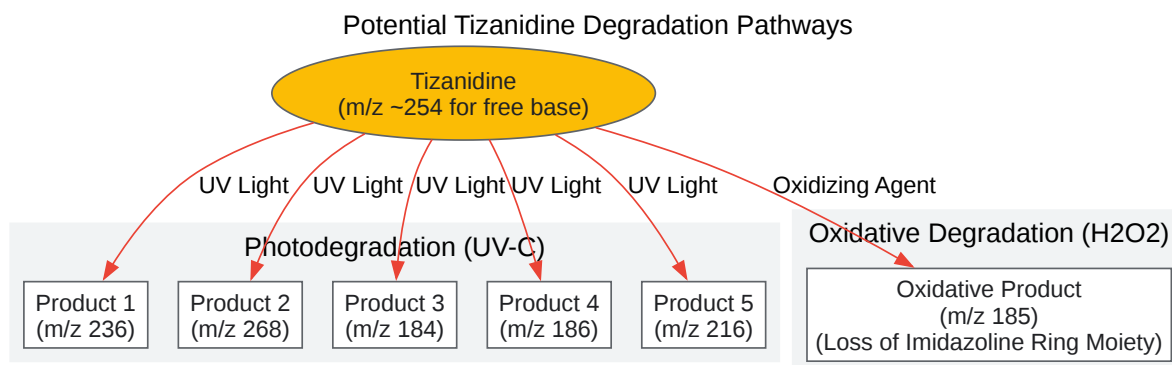 Potential Tizanidine Degradation Pathways
Tizanidine
(m/z ~254 for free base)
UV Light
UV Light
UV Light
UV Light
UV Light
Oxidizing Agent
Photodegradation (UV-C)
Oxidative Degradation (H2O2)
Product 1
(m/z 236)
Product 2
(m/z 268)
Product 3
(m/z 184)
Product 4
(m/z 186)
Product 5
(m/z 216)
Oxidative Product
(m/z 185)
(Loss of Imidazoline Ring Moiety)